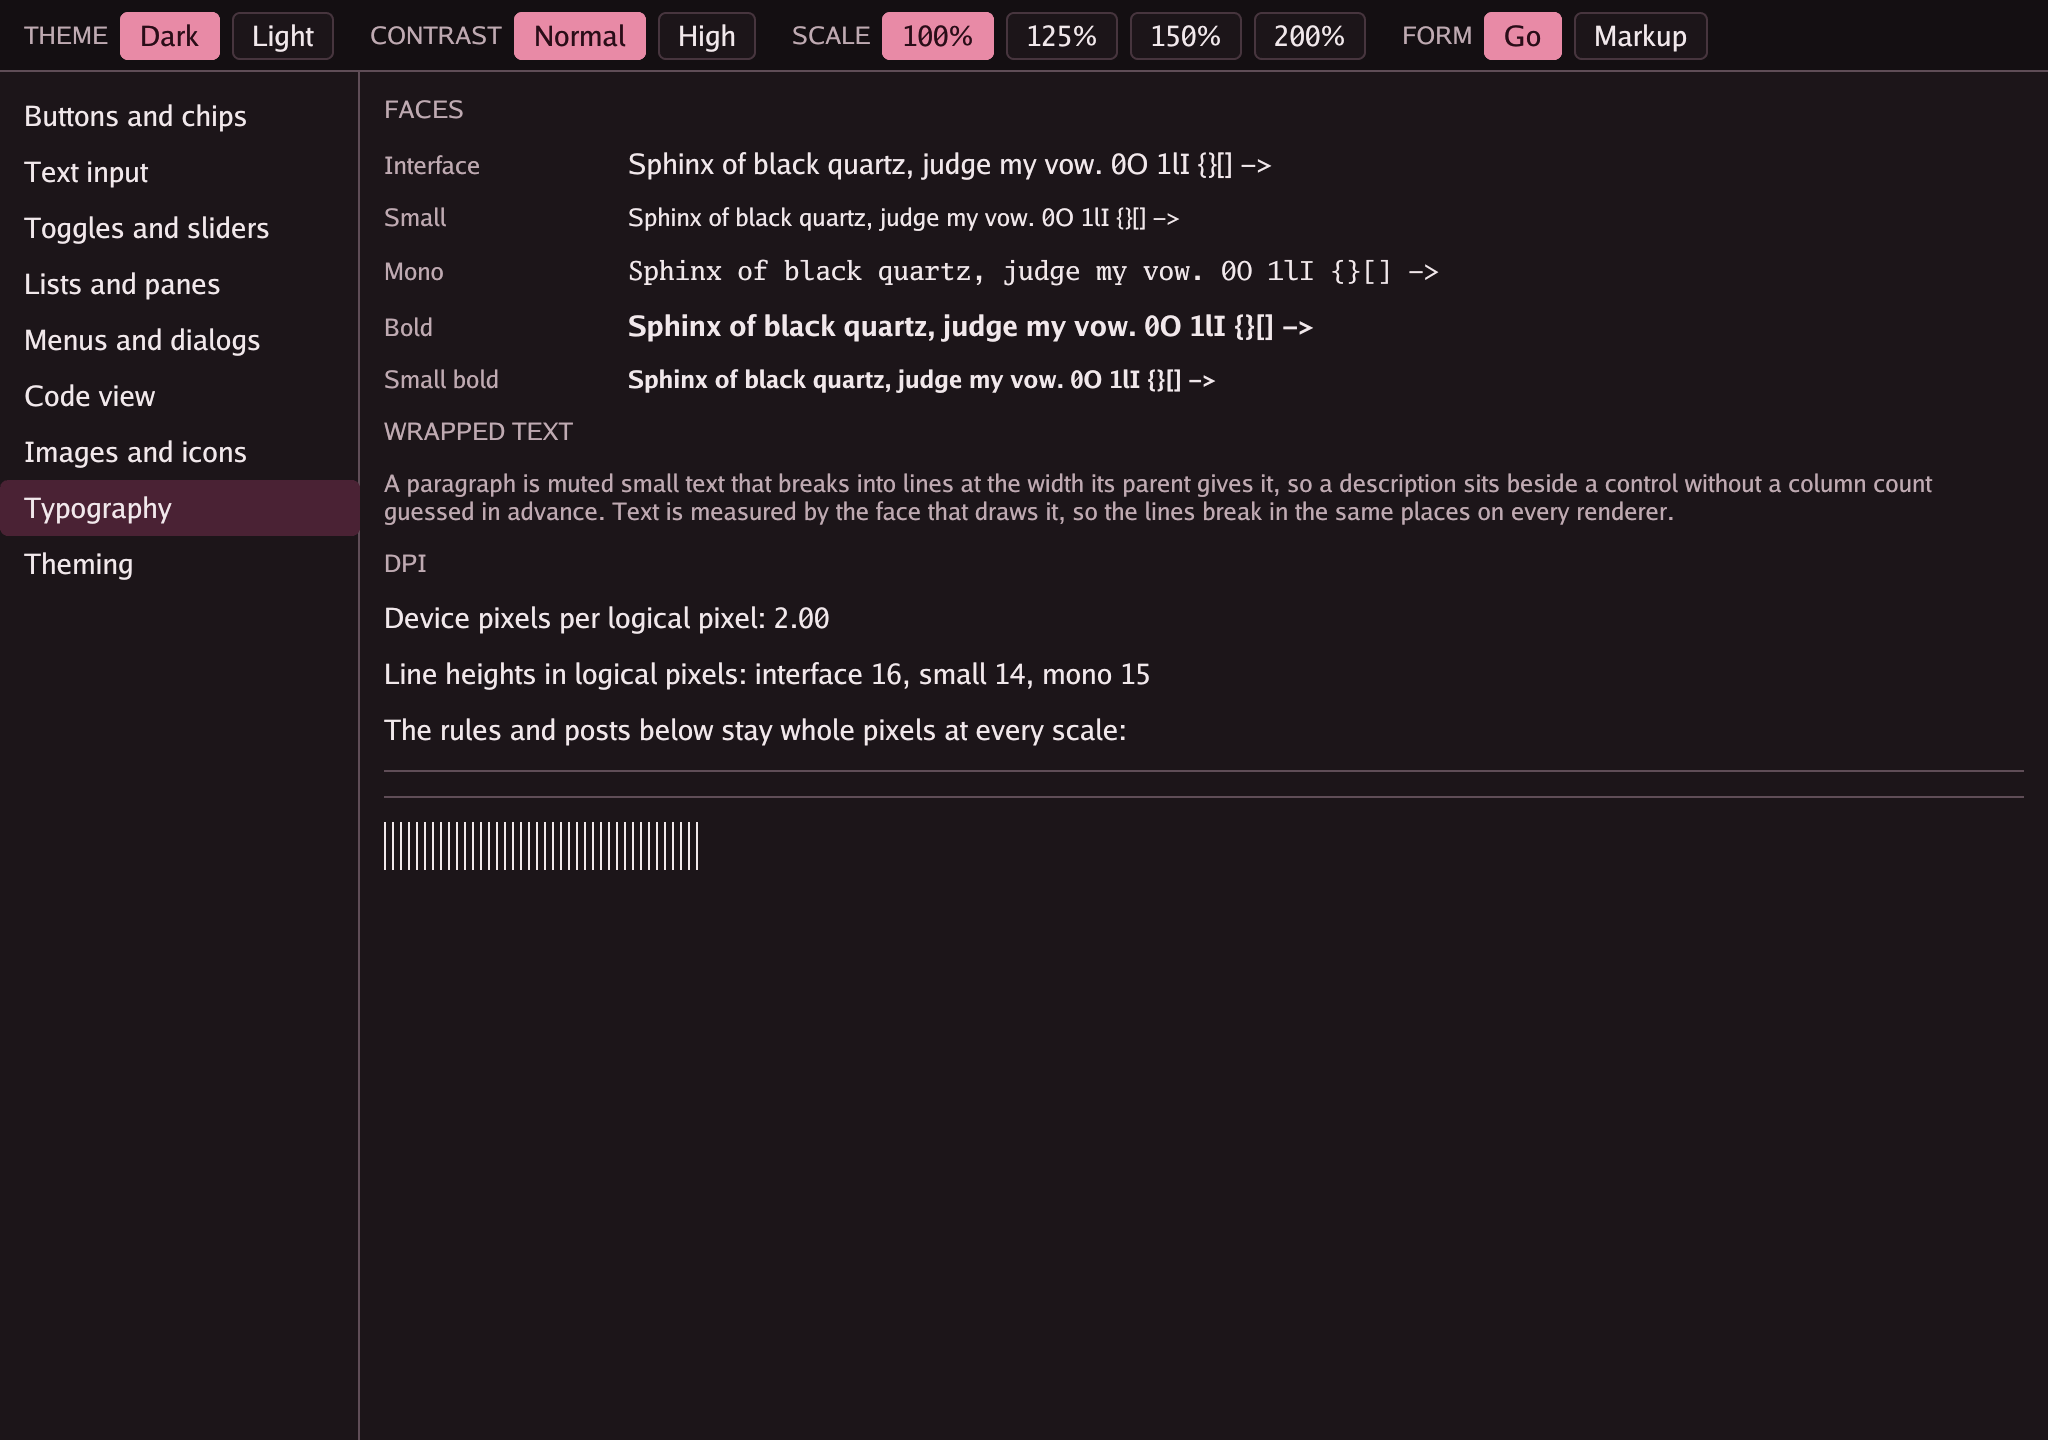 THEME Dark Light CONTRAST Normal High SCALE 100% 125% 150% 200% FORM Go Markup
Buttons and chips
Text input
Toggles and sliders
Lists and panes
Menus and dialogs
Code view
Images and icons
Typography
Theming
FACES
Interface Sphinx of black quartz, judge my vow. 0O 1lI {}[] —>
Small Sphinx of black quartz, judge my vow. 0O 1lI {}[] —>
Mono Sphinx of black quartz, judge my vow. 0O 1lI {}[] —>
Bold Sphinx of black quartz, judge my vow. 0O 1lI {}[] —>
Small bold Sphinx of black quartz, judge my vow. 0O 1lI {}[] —>
WRAPPED TEXT
A paragraph is muted small text that breaks into lines at the width its parent gives it, so a description sits beside a control without a column count
guessed in advance. Text is measured by the face that draws it, so the lines break in the same places on every renderer.
DPI
Device pixels per logical pixel: 2.00
Line heights in logical pixels: interface 16, small 14, mono 15
The rules and posts below stay whole pixels at every scale: